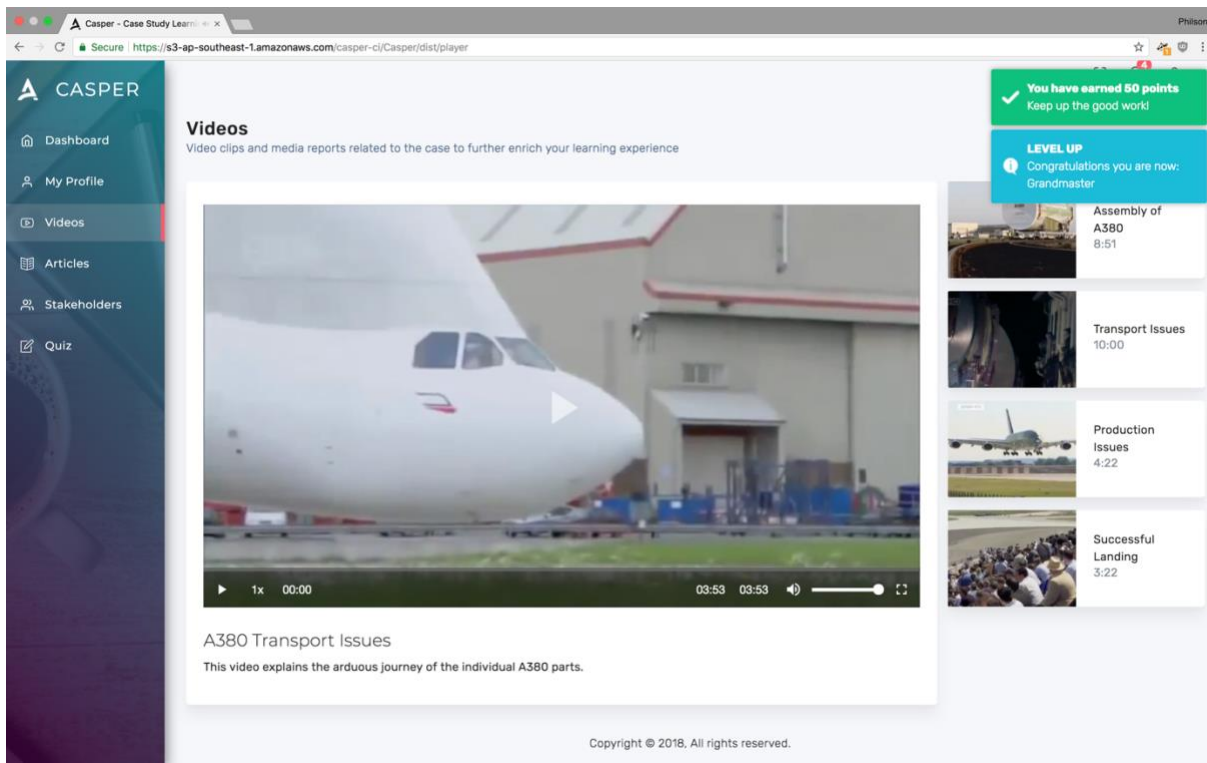 Casper - Case Study Learni
Philson
Secure
https://s3-ap-southeast-1.amazonaws.com/casper-ci/Casper/dist/player
CASPER
Dashboard
My Profile
Videos
Articles
Stakeholders
Quiz
4
You have earned 50 points
Keep up the good work!
LEVEL UP
Congratulations you are now:
Grandmaster
Videos
Video clips and media reports related to the case to further enrich your learning experience
1x 00:00
03:53 03:53
A380 Transport Issues
This video explains the arduous journey of the individual A380 parts.
Assembly of
A380
8:51
Transport Issues
10:00
Production
Issues
4:22
Successful
Landing
3:22
Copyright © 2018, All rights reserved.